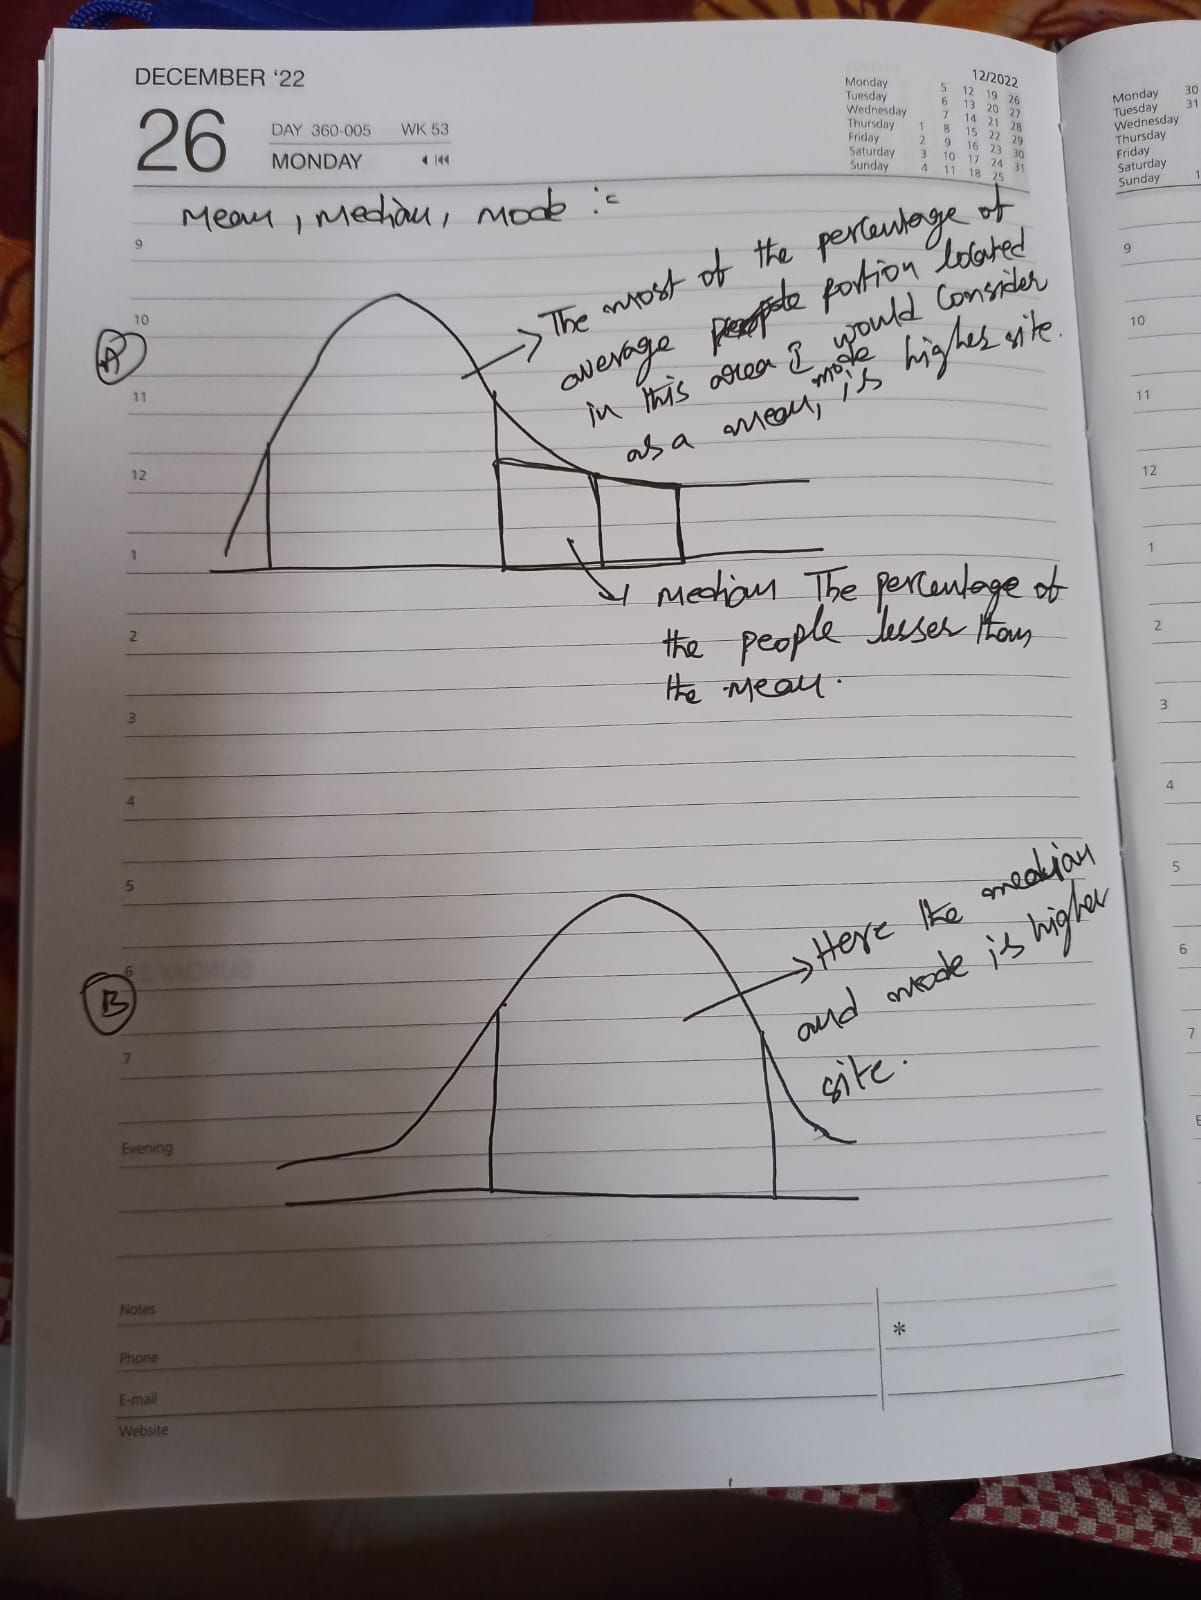 DECEMBER '22
26
DAY 360-005 WK 53
MONDAY
12/2022
Monday 5 12 19 26
Tuesday 6 13 20 27
Wednesday 7 14 21 28
Thursday 1 8 15 22 29
Friday 2 9 16 23 30
Saturday 3 10 17 24 31
Sunday 4 11 18 25
Mean, Median, Mode :-
9
10
A
11
12
1
2
3
4
5
6
B
7
Evening
The most of the percentage of
average portion located
in this area I would consider
as a mean, mode is higher site.
Median The percentage of
the people lesser than
the mean.
Here the median
and mode is higher
site.
Notes
Phone
E-mail
Website
*
Monday 30
Tuesday 31
Wednesday
Thursday
Friday
Saturday
Sunday 1
9
10
11
12
1
2
3
4
5
6
7